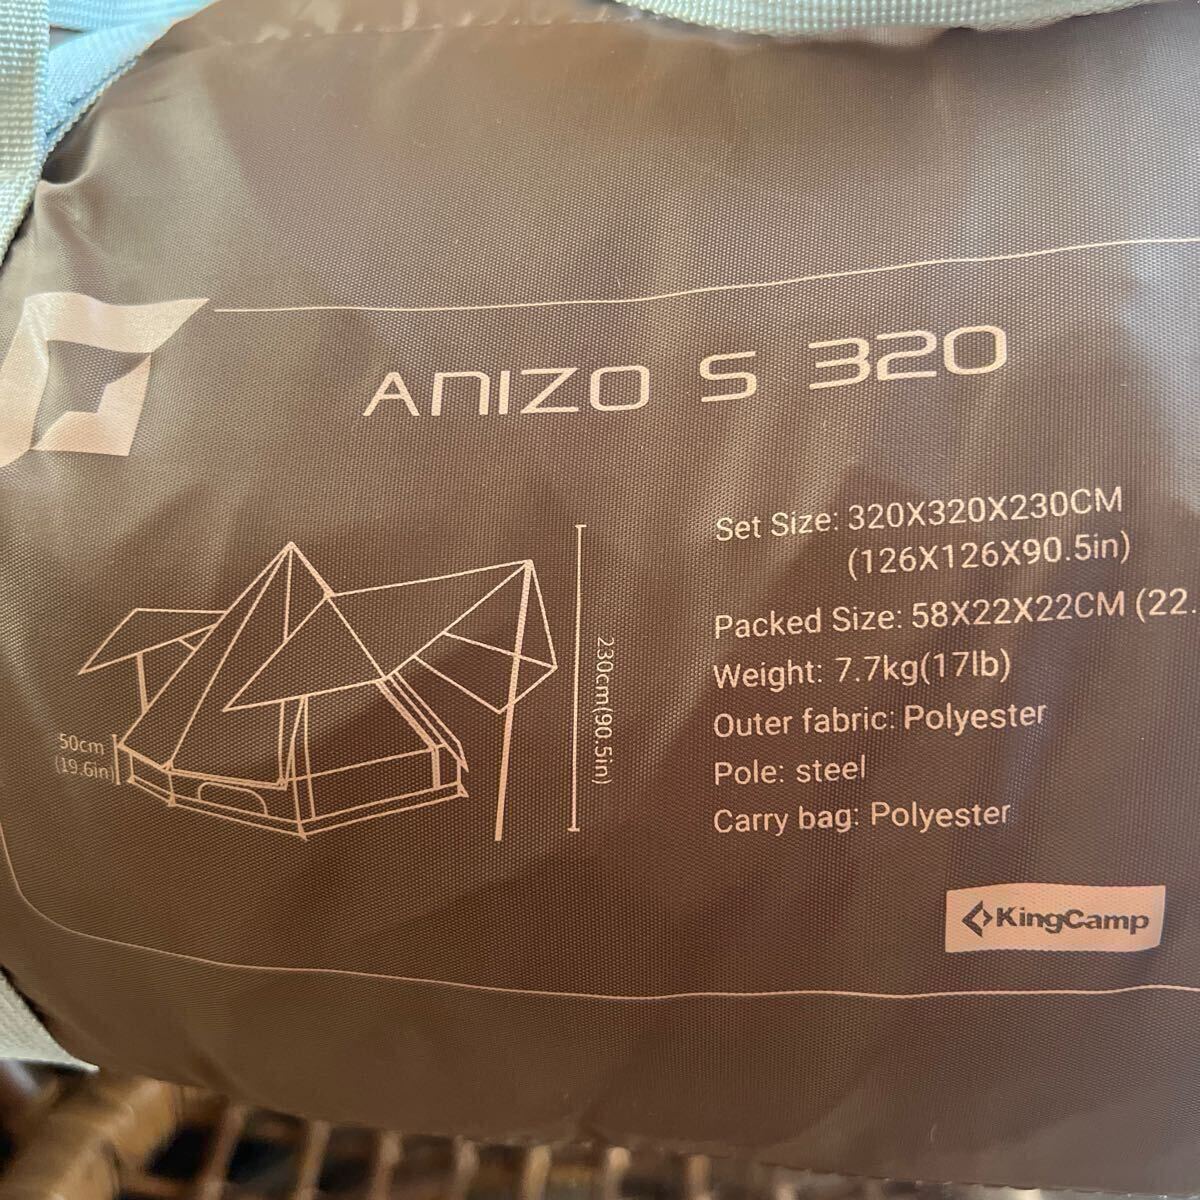 ANIZO S 320
Set Size: 320X320X230CM
(126X126X90.5in)
Packed Size: 58X22X22CM (22.
Weight: 7.7kg(17lb)
Outer fabric: Polyester
Pole: steel
Carry bag: Polyester
230cm(90.5in)
50cm
(19.6in)
KingCamp